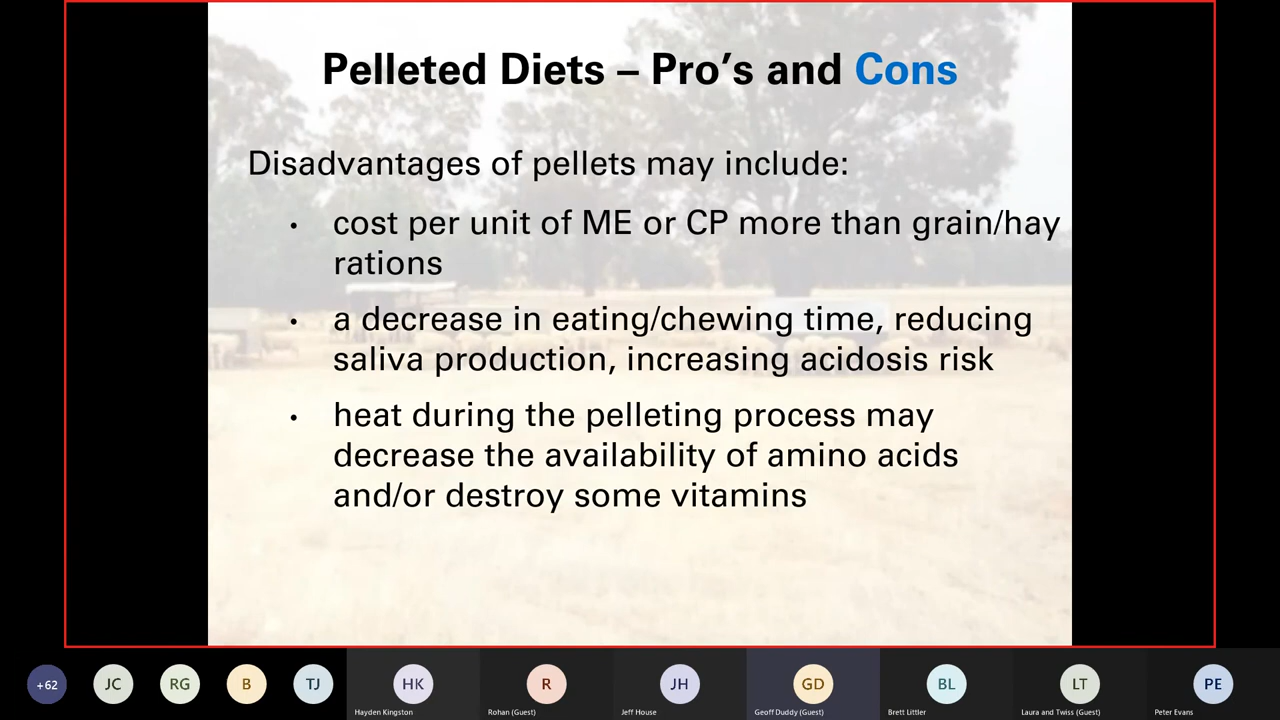 Pelleted Diets – Pro’s and Cons
Disadvantages of pellets may include:
• cost per unit of ME or CP more than grain/hay
rations
• a decrease in eating/chewing time, reducing
saliva production, increasing acidosis risk
• heat during the pelleting process may
decrease the availability of amino acids
and/or destroy some vitamins
+62 JC RG B TJ HK R JH GD BL LT PE
Hayden Kingston Rohan (Guest) Jeff House Geoff Duddy (Guest) Brett Littler Laura and Twiss (Guest) Peter Evans